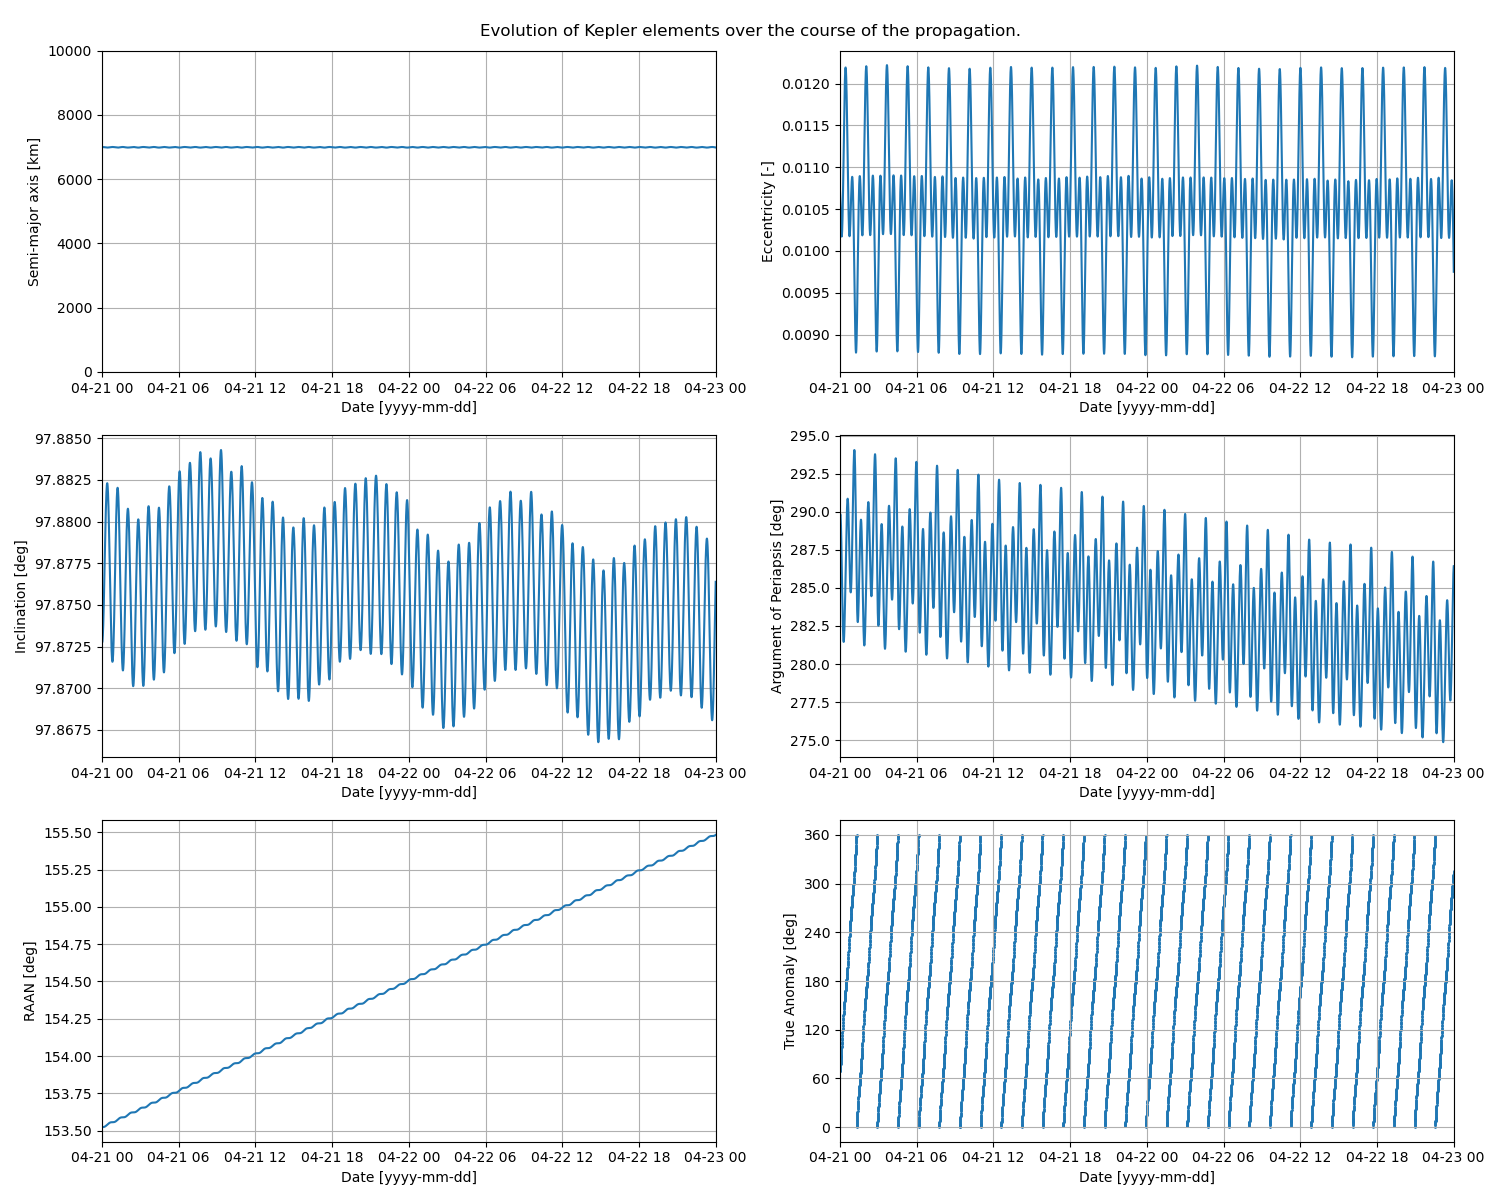 Evolution of Kepler elements over the course of the propagation.
10000
8000
6000
4000
2000
0
Semi-major axis [km]
04-21 00 04-21 06 04-21 12 04-21 18 04-22 00 04-22 06 04-22 12 04-22 18 04-23 00
Date [yyyy-mm-dd]
0.0120
0.0115
0.0110
0.0105
0.0100
0.0095
0.0090
Eccentricity [-]
04-21 00 04-21 06 04-21 12 04-21 18 04-22 00 04-22 06 04-22 12 04-22 18 04-23 00
Date [yyyy-mm-dd]
97.8850
97.8825
97.8800
97.8775
97.8750
97.8725
97.8700
97.8675
Inclination [deg]
04-21 00 04-21 06 04-21 12 04-21 18 04-22 00 04-22 06 04-22 12 04-22 18 04-23 00
Date [yyyy-mm-dd]
295.0
292.5
290.0
287.5
285.0
282.5
280.0
277.5
275.0
Argument of Periapsis [deg]
04-21 00 04-21 06 04-21 12 04-21 18 04-22 00 04-22 06 04-22 12 04-22 18 04-23 00
Date [yyyy-mm-dd]
155.50
155.25
155.00
154.75
154.50
154.25
154.00
153.75
153.50
RAAN [deg]
04-21 00 04-21 06 04-21 12 04-21 18 04-22 00 04-22 06 04-22 12 04-22 18 04-23 00
Date [yyyy-mm-dd]
360
300
240
180
120
60
0
True Anomaly [deg]
04-21 00 04-21 06 04-21 12 04-21 18 04-22 00 04-22 06 04-22 12 04-22 18 04-23 00
Date [yyyy-mm-dd]